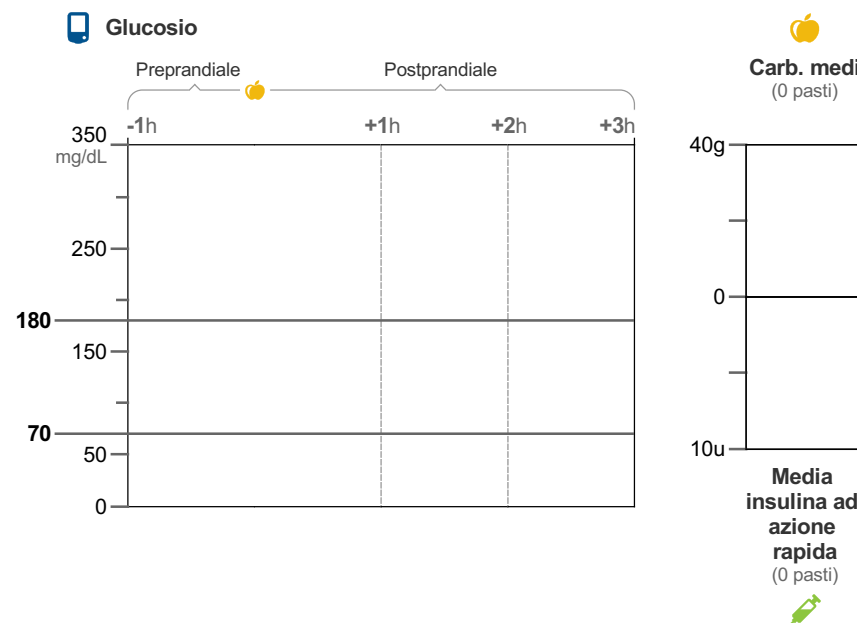 Glucosio
Preprandiale
Postprandiale
-1h
+1h
+2h
+3h
350
mg/dL
250
180
150
70
50
0
Carb. medi
(0 pasti)
40g
0
10u
Media
insulina ad
azione
rapida
(0 pasti)